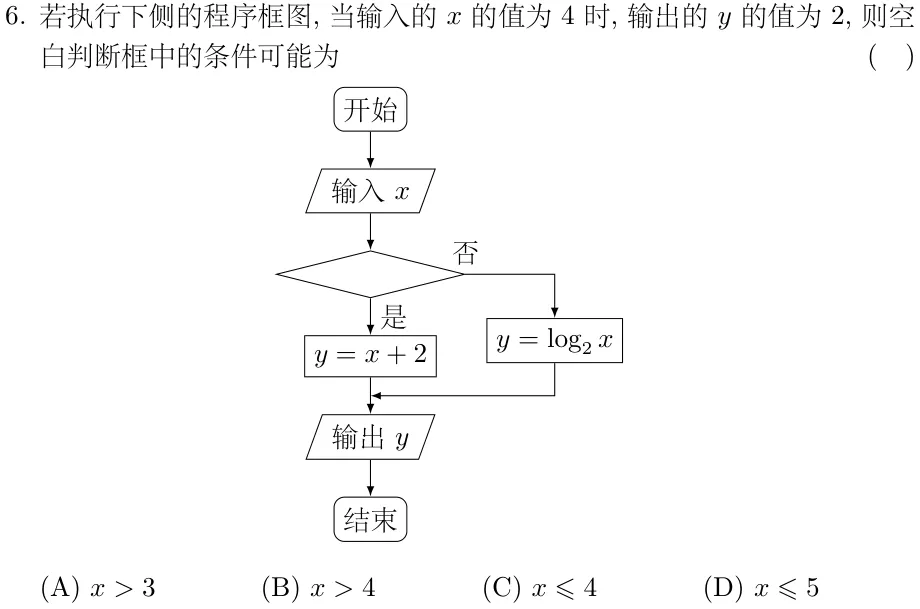 6. 若执行下侧的程序框图, 当输入的 x 的值为 4 时, 输出的 y 的值为 2, 则空
白判断框中的条件可能为 ( )
开始
输入 x
否
是
y = x + 2
y = log₂ x
输出 y
结束
(A) x > 3 (B) x > 4 (C) x ⩽ 4 (D) x ⩽ 5